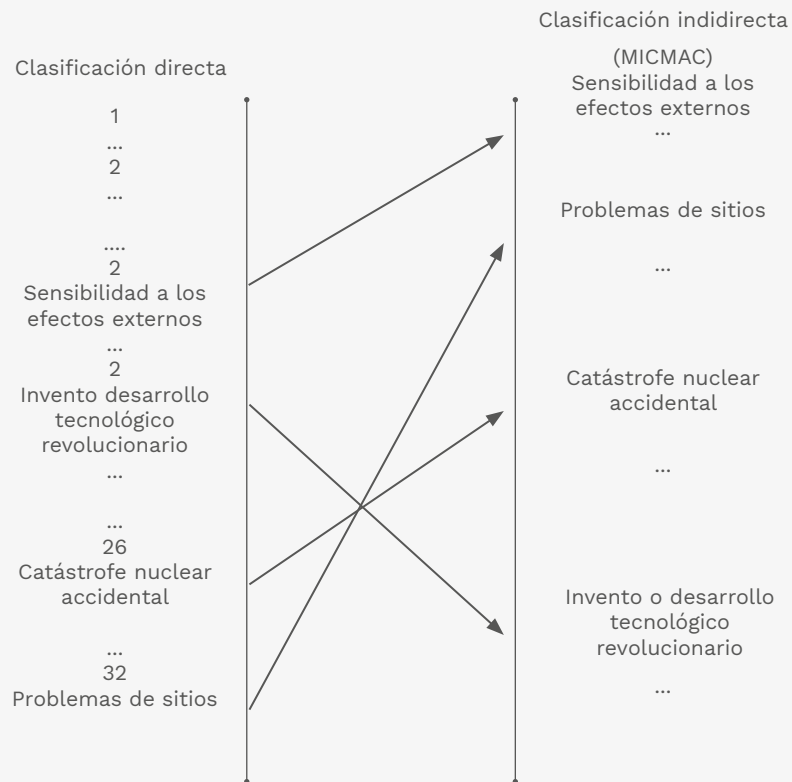 Clasificación directa
1
...
2
...
....
2
Sensibilidad a los
efectos externos
...
2
Invento desarrollo
tecnológico
revolucionario
...
...
26
Catástrofe nuclear
accidental
...
32
Problemas de sitios
Clasificación indidirecta
(MICMAC)
Sensibilidad a los
efectos externos
...
Problemas de sitios
...
Catástrofe nuclear
accidental
...
Invento o desarrollo
tecnológico
revolucionario
...